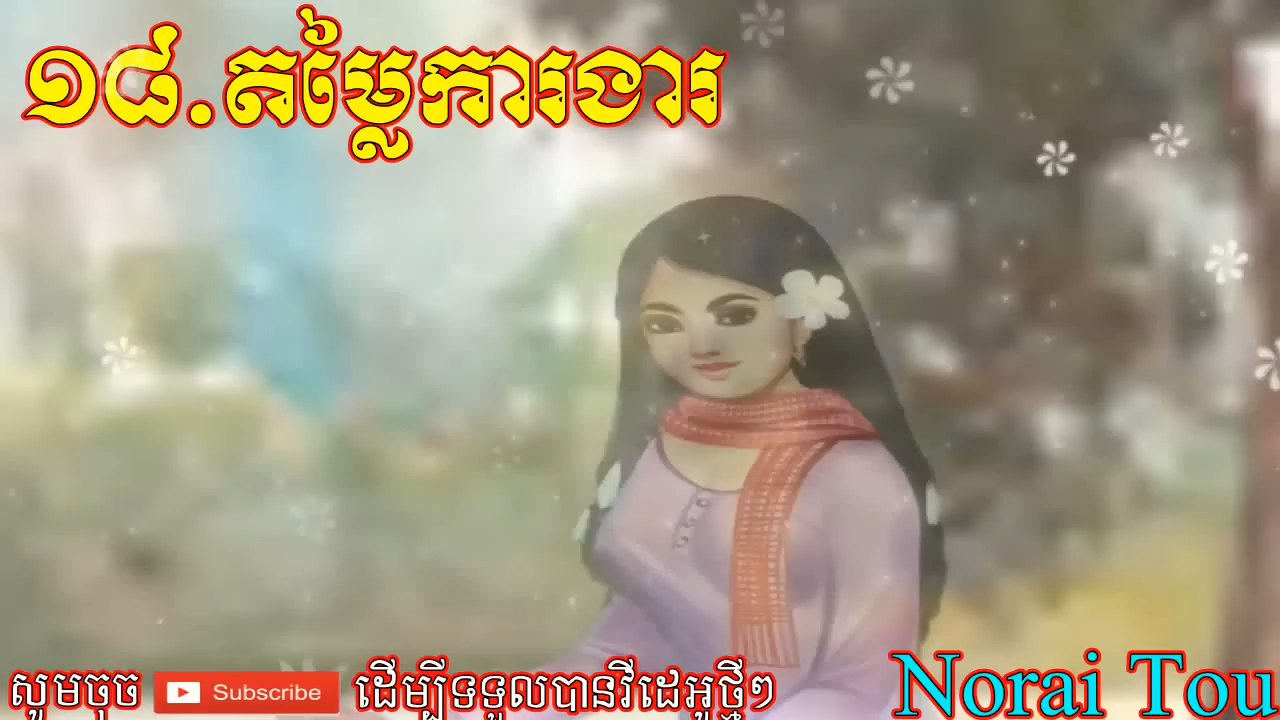 ១៨.តម្លៃការងារ
សូមចុច Subscribe ដើម្បីទទួលបានវីដេអូថ្មីៗ
Norai Tou